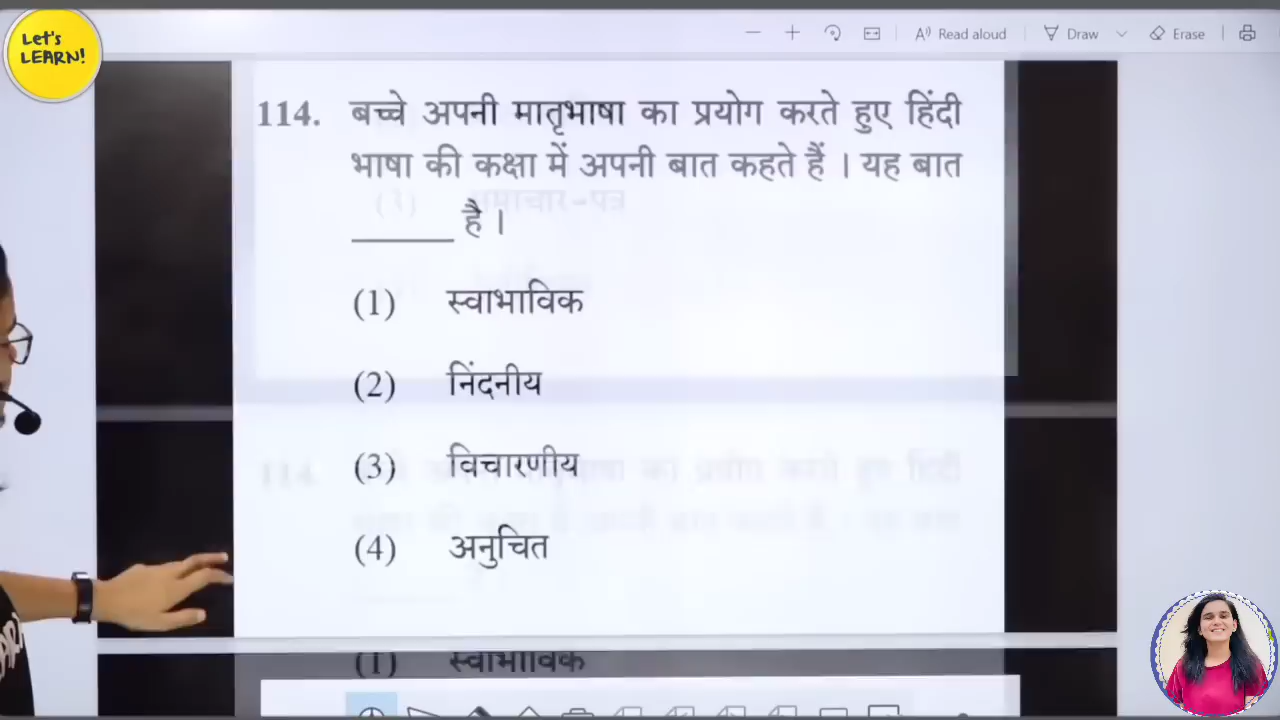 Let's
LEARN!
Read aloud
Draw
Erase
114. बच्चे अपनी मातृभाषा का प्रयोग करते हुए हिंदी
भाषा की कक्षा में अपनी बात कहते हैं । यह बात
______ है ।
(1) स्वाभाविक
(2) निंदनीय
(3) विचारणीय
(4) अनुचित
(1) स्वाभाविक